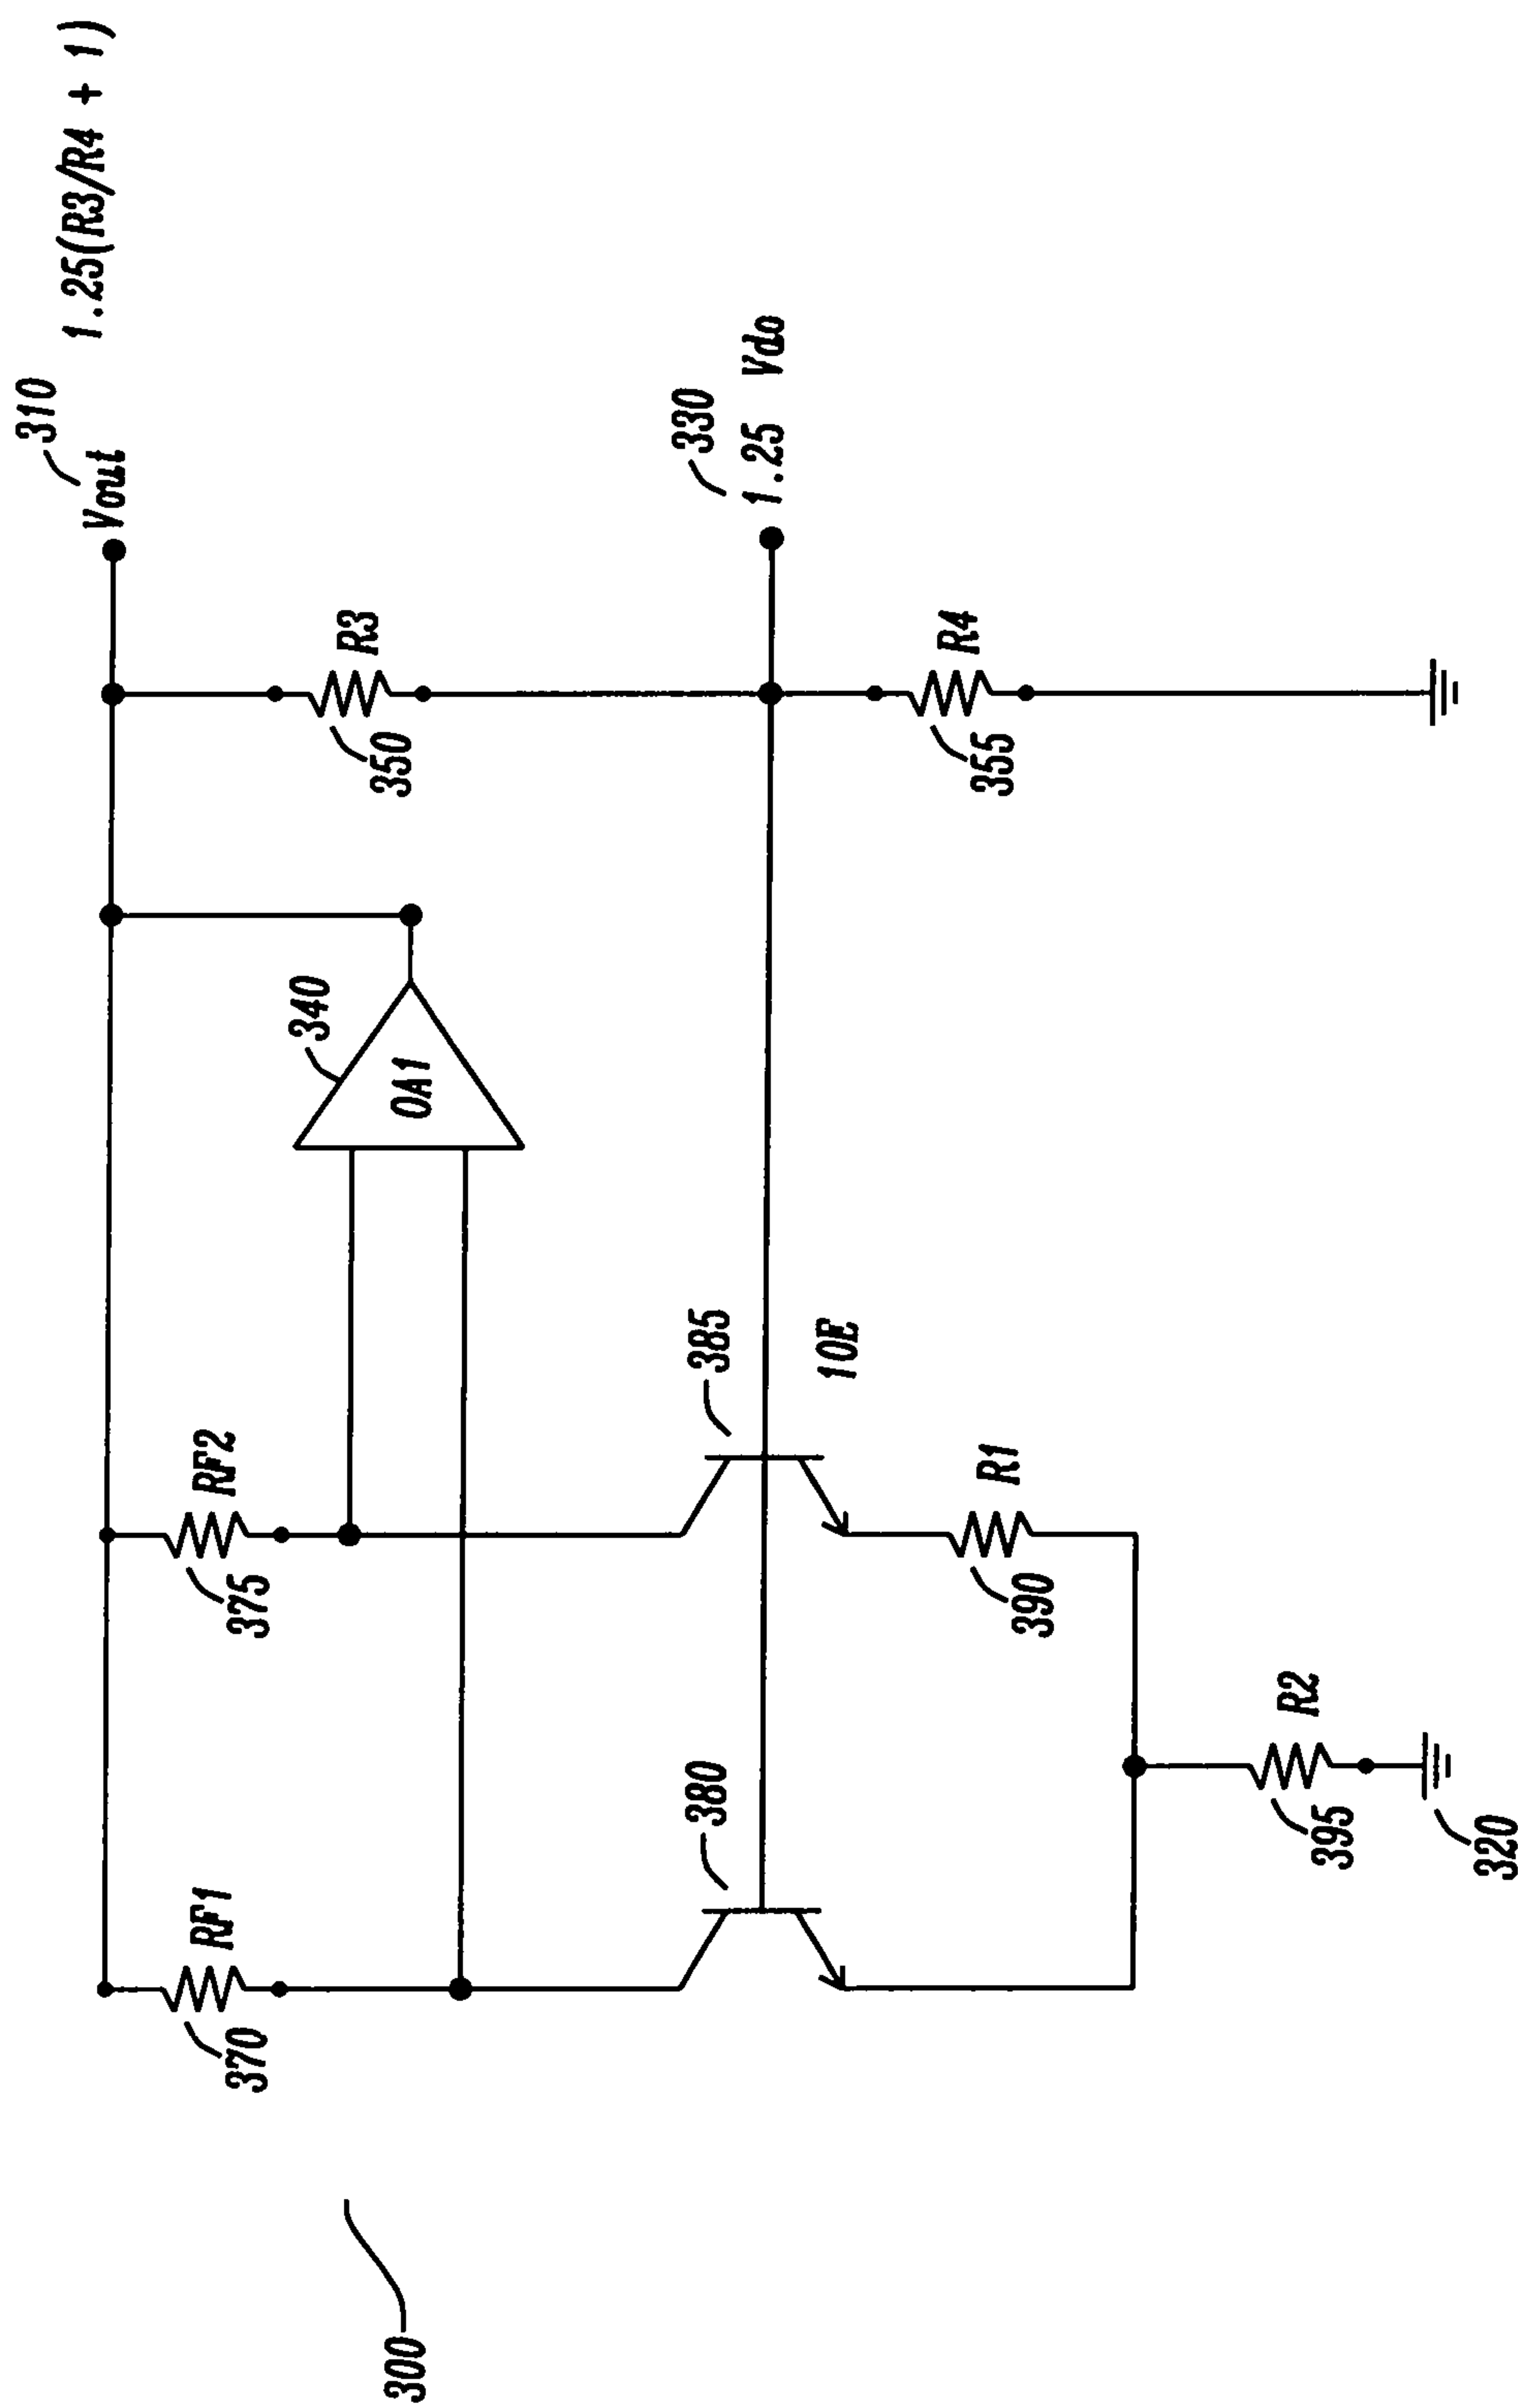 310
Vout
1.25(R3/R4 + 1)
370
RF1
375
RF2
340
OA1
350
R3
380
385
10E
330
1.25 Vdo
390
R1
355
R4
395
R2
320
300